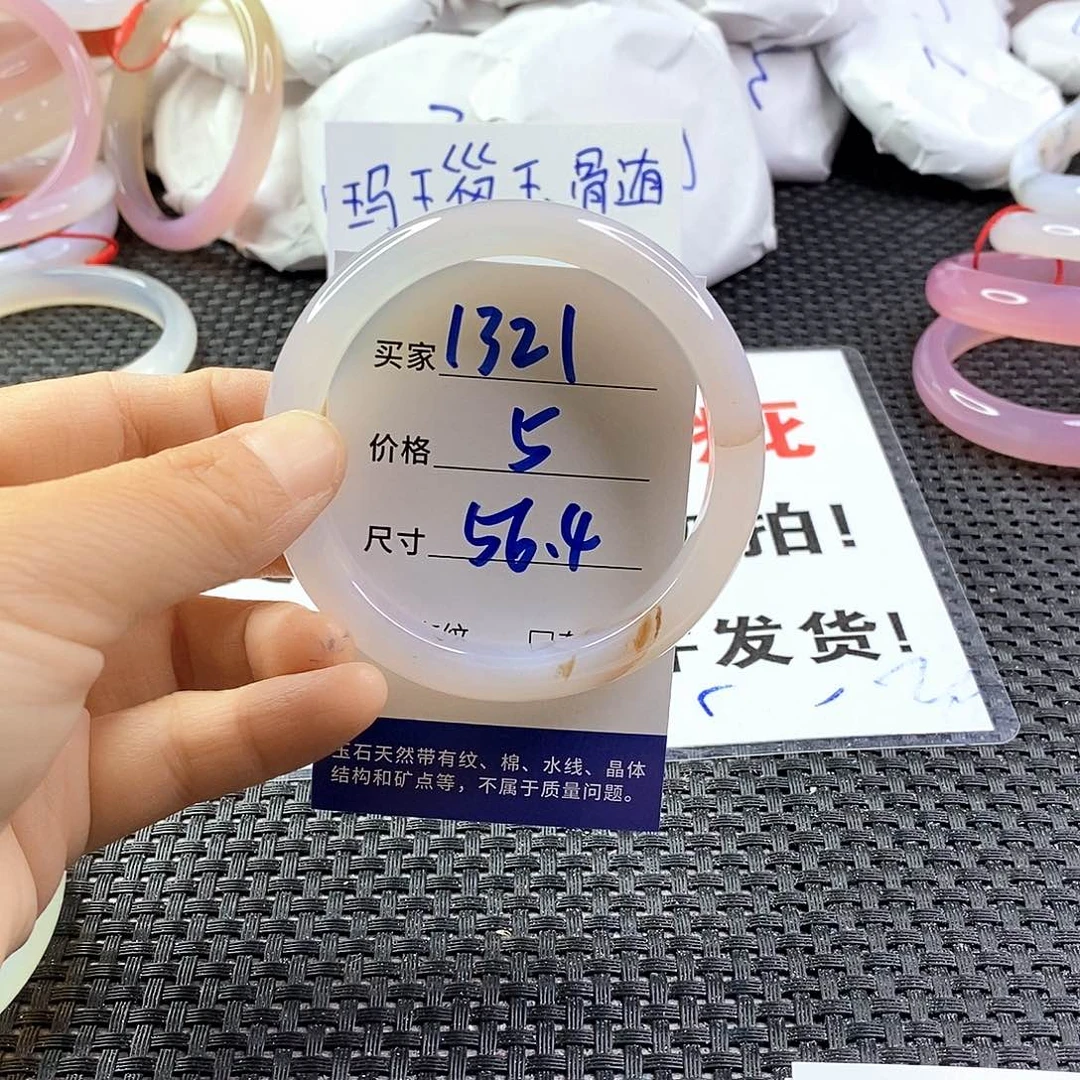 玛瑙玉髓
买家 1321
价格 5
尺寸 56.4
死
拍!
发货!
玉石天然带有纹、棉、水线、晶体
结构和矿点等，不属于质量问题。